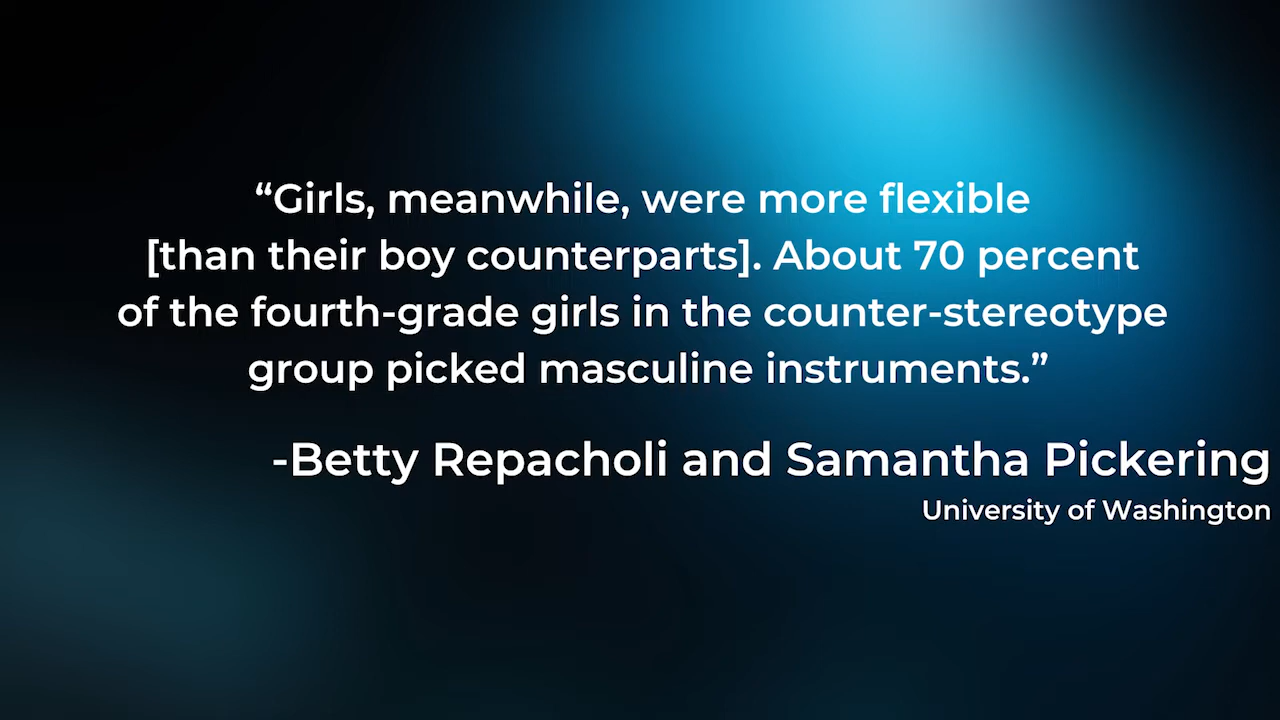 “Girls, meanwhile, were more flexible
[than their boy counterparts]. About 70 percent
of the fourth-grade girls in the counter-stereotype
group picked masculine instruments.”
-Betty Repacholi and Samantha Pickering
University of Washington